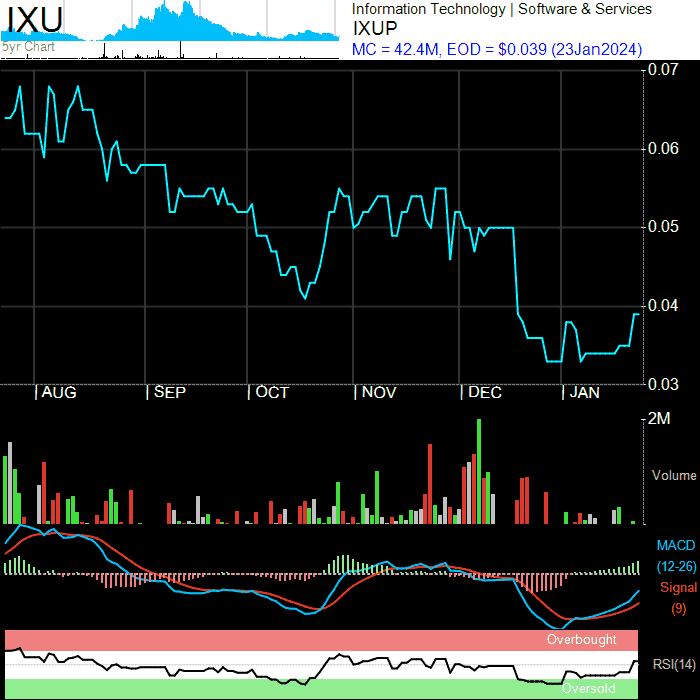 IXU
5yr Chart
Information Technology | Software & Services
IXUP
MC = 42.4M, EOD = $0.039 (23Jan2024)
0.07
0.06
0.05
0.04
0.03
AUG
SEP
OCT
NOV
DEC
JAN
2M
Volume
MACD
(12-26)
Signal
(9)
Overbought
RSI(14)
Oversold